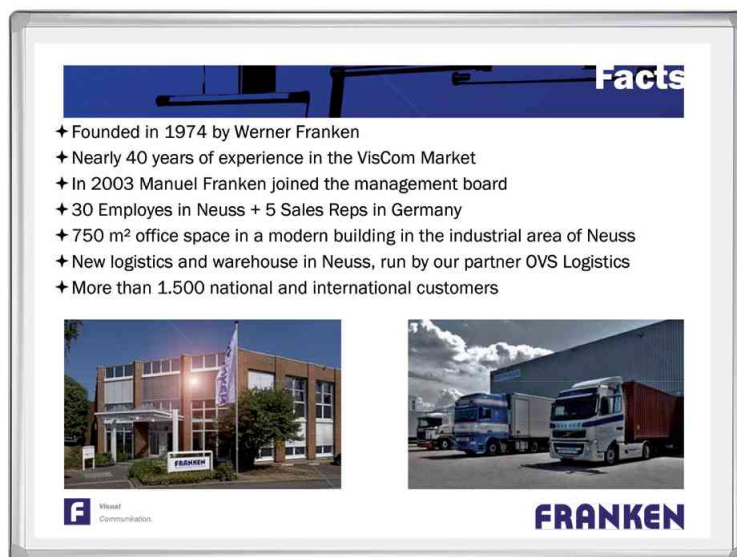 Facts
Founded in 1974 by Werner Franken
Nearly 40 years of experience in the VisCom Market
In 2003 Manuel Franken joined the management board
30 Employes in Neuss + 5 Sales Reps in Germany
750 m² office space in a modern building in the industrial area of Neuss
New logistics and warehouse in Neuss, run by our partner OVS Logistics
More than 1.500 national and international customers
FRANKEN
FRANKEN
F
Visual
Communikation.
FRANKEN